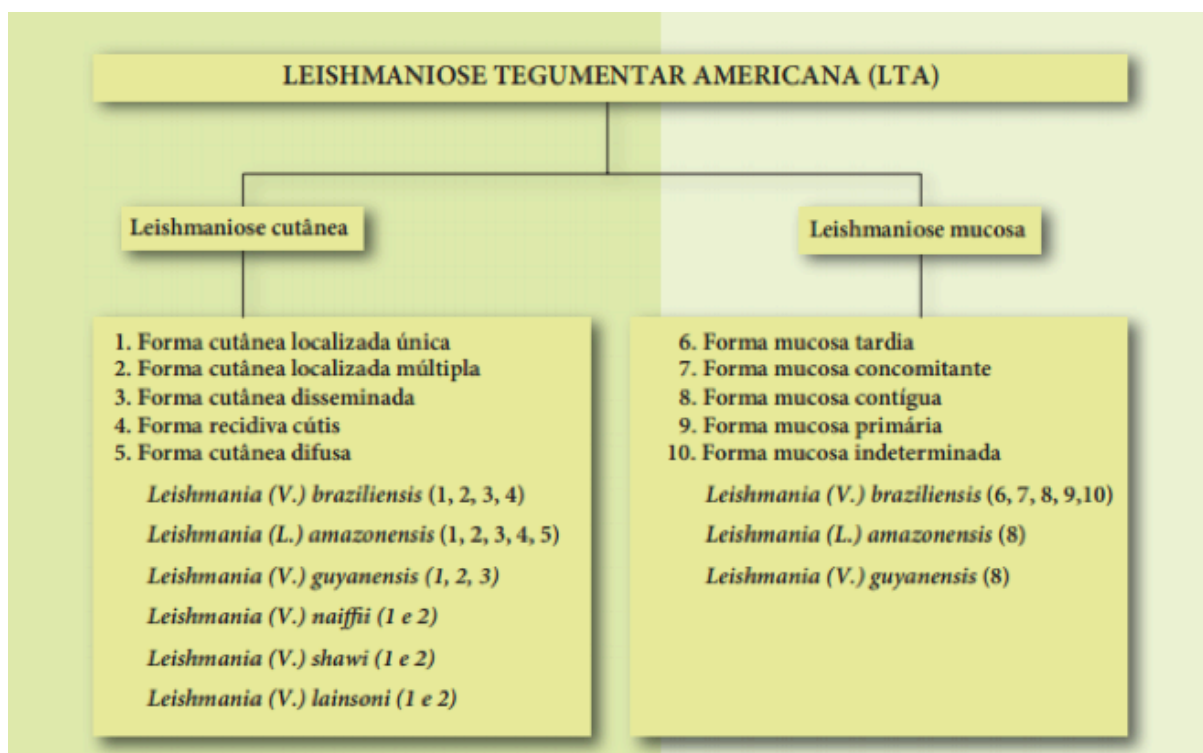 LEISHMANIOSE TEGUMENTAR AMERICANA (LTA)
Leishmaniose cutânea
1. Forma cutânea localizada única
2. Forma cutânea localizada múltipla
3. Forma cutânea disseminada
4. Forma recidiva cútis
5. Forma cutânea difusa
Leishmania (V.) braziliensis (1, 2, 3, 4)
Leishmania (L.) amazonensis (1, 2, 3, 4, 5)
Leishmania (V.) guyanensis (1, 2, 3)
Leishmania (V.) naiffii (1 e 2)
Leishmania (V.) shawi (1 e 2)
Leishmania (V.) lainsoni (1 e 2)
Leishmaniose mucosa
6. Forma mucosa tardia
7. Forma mucosa concomitante
8. Forma mucosa contígua
9. Forma mucosa primária
10. Forma mucosa indeterminada
Leishmania (V.) braziliensis (6, 7, 8, 9,10)
Leishmania (L.) amazonensis (8)
Leishmania (V.) guyanensis (8)